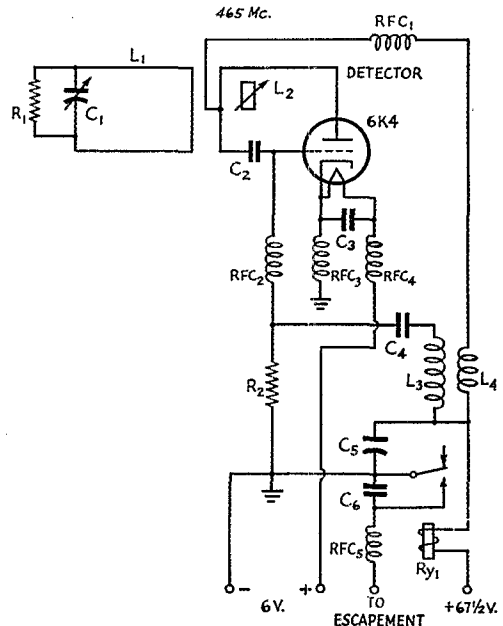 465 Mc.
RFC1
L1
DETECTOR
R1
C1
L2
6K4
C2
C3
RFC2
RFC3
RFC4
C4
R2
L3
L4
C5
C6
RFC5
Ry1
- 6V. +
TO ESCAPEMENT
+67½V.